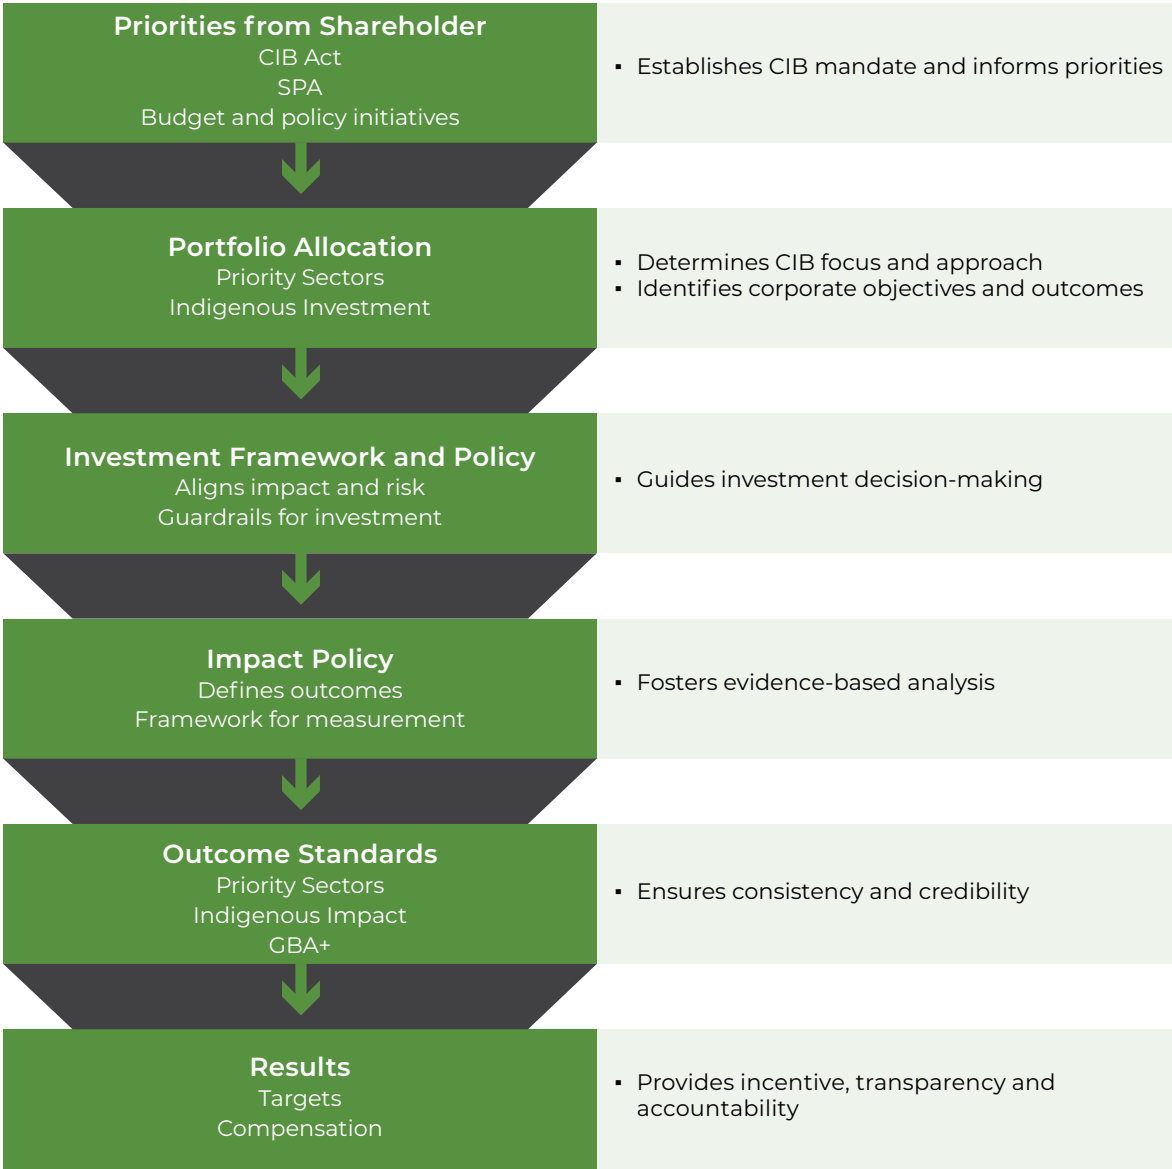 Priorities from Shareholder
CIB Act
SPA
Budget and policy initiatives
▪ Establishes CIB mandate and informs priorities
Portfolio Allocation
Priority Sectors
Indigenous Investment
▪ Determines CIB focus and approach
▪ Identifies corporate objectives and outcomes
Investment Framework and Policy
Aligns impact and risk
Guardrails for investment
▪ Guides investment decision-making
Impact Policy
Defines outcomes
Framework for measurement
▪ Fosters evidence-based analysis
Outcome Standards
Priority Sectors
Indigenous Impact
GBA+
▪ Ensures consistency and credibility
Results
Targets
Compensation
▪ Provides incentive, transparency and
accountability